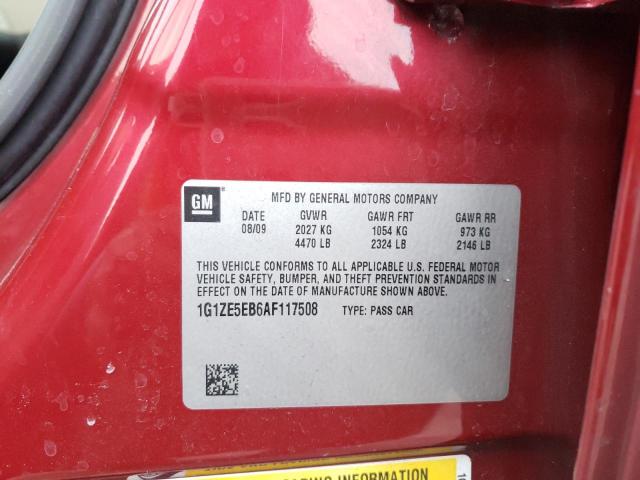 GM
MFD BY GENERAL MOTORS COMPANY
DATE GVWR GAWR FRT GAWR RR
08/09 2027 KG 1054 KG 973 KG
4470 LB 2324 LB 2146 LB
THIS VEHICLE CONFORMS TO ALL APPLICABLE U.S. FEDERAL MOTOR
VEHICLE SAFETY, BUMPER, AND THEFT PREVENTION STANDARDS IN
EFFECT ON THE DATE OF MANUFACTURE SHOWN ABOVE.
1G1ZE5EB6AF117508 TYPE: PASS CAR
INFORMATION